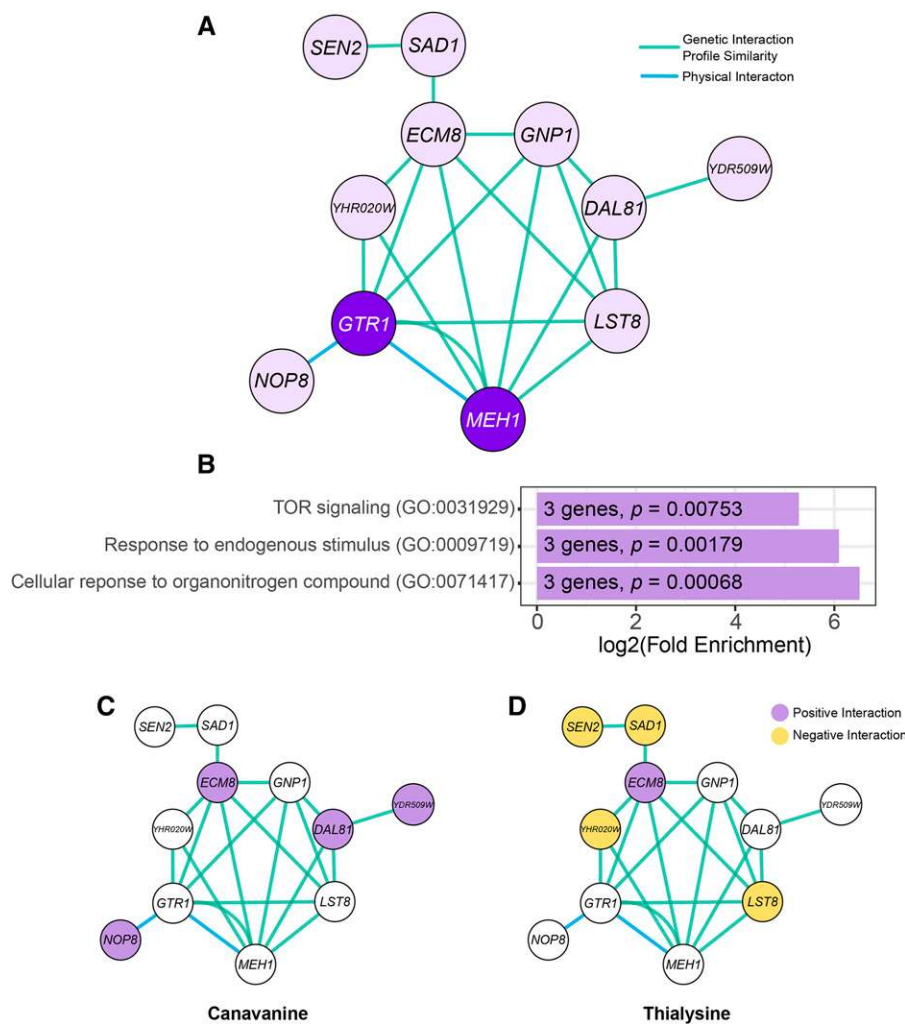 A
SEN2
SAD1
Genetic Interaction
Profile Similarity
Physical Interacton
ECM8
GNP1
YDR509W
YHR020W
DAL81
GTR1
LST8
NOP8
MEH1
B
TOR signaling (GO:0031929)
3 genes, p = 0.00753
Response to endogenous stimulus (GO:0009719)
3 genes, p = 0.00179
Cellular reponse to organonitrogen compound (GO:0071417)
3 genes, p = 0.00068
0 2 4 6
log2(Fold Enrichment)
C
SEN2
SAD1
ECM8
GNP1
YDR509W
YHR020W
DAL81
GTR1
LST8
NOP8
MEH1
Canavanine
D
Positive Interaction
Negative Interaction
SEN2
SAD1
ECM8
GNP1
YDR509W
YHR020W
DAL81
GTR1
LST8
NOP8
MEH1
Thialysine